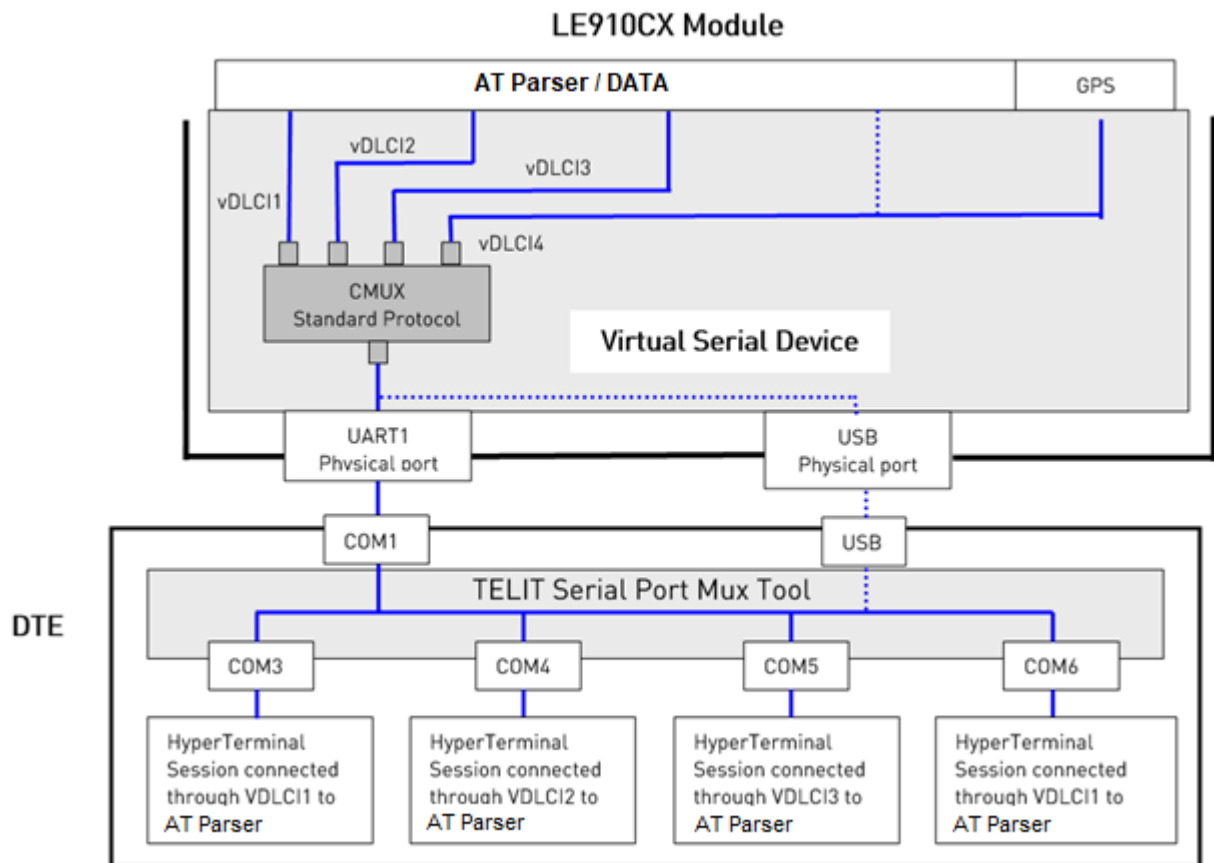 LE910CX Module
AT Parser / DATA
GPS
vDLCI2
vDLCI3
vDLCI1
vDLCI4
CMUX
Standard Protocol
Virtual Serial Device
UART1
Physical port
USB
Physical port
COM1
USB
TELIT Serial Port Mux Tool
DTE
COM3
COM4
COM5
COM6
HyperTerminal
Session connected
through VDLCI1 to
AT Parser
HyperTerminal
Session connected
through VDLCI2 to
AT Parser
HyperTerminal
Session connected
through VDLCI3 to
AT Parser
HyperTerminal
Session connected
through VDLCI1 to
AT Parser